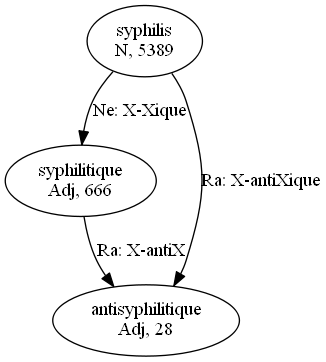 syphilis
N, 5389
Ne: X-Xique
syphilitique
Adj, 666
Ra: X-antiXique
Ra: X-antiX
antisyphilitique
Adj, 28